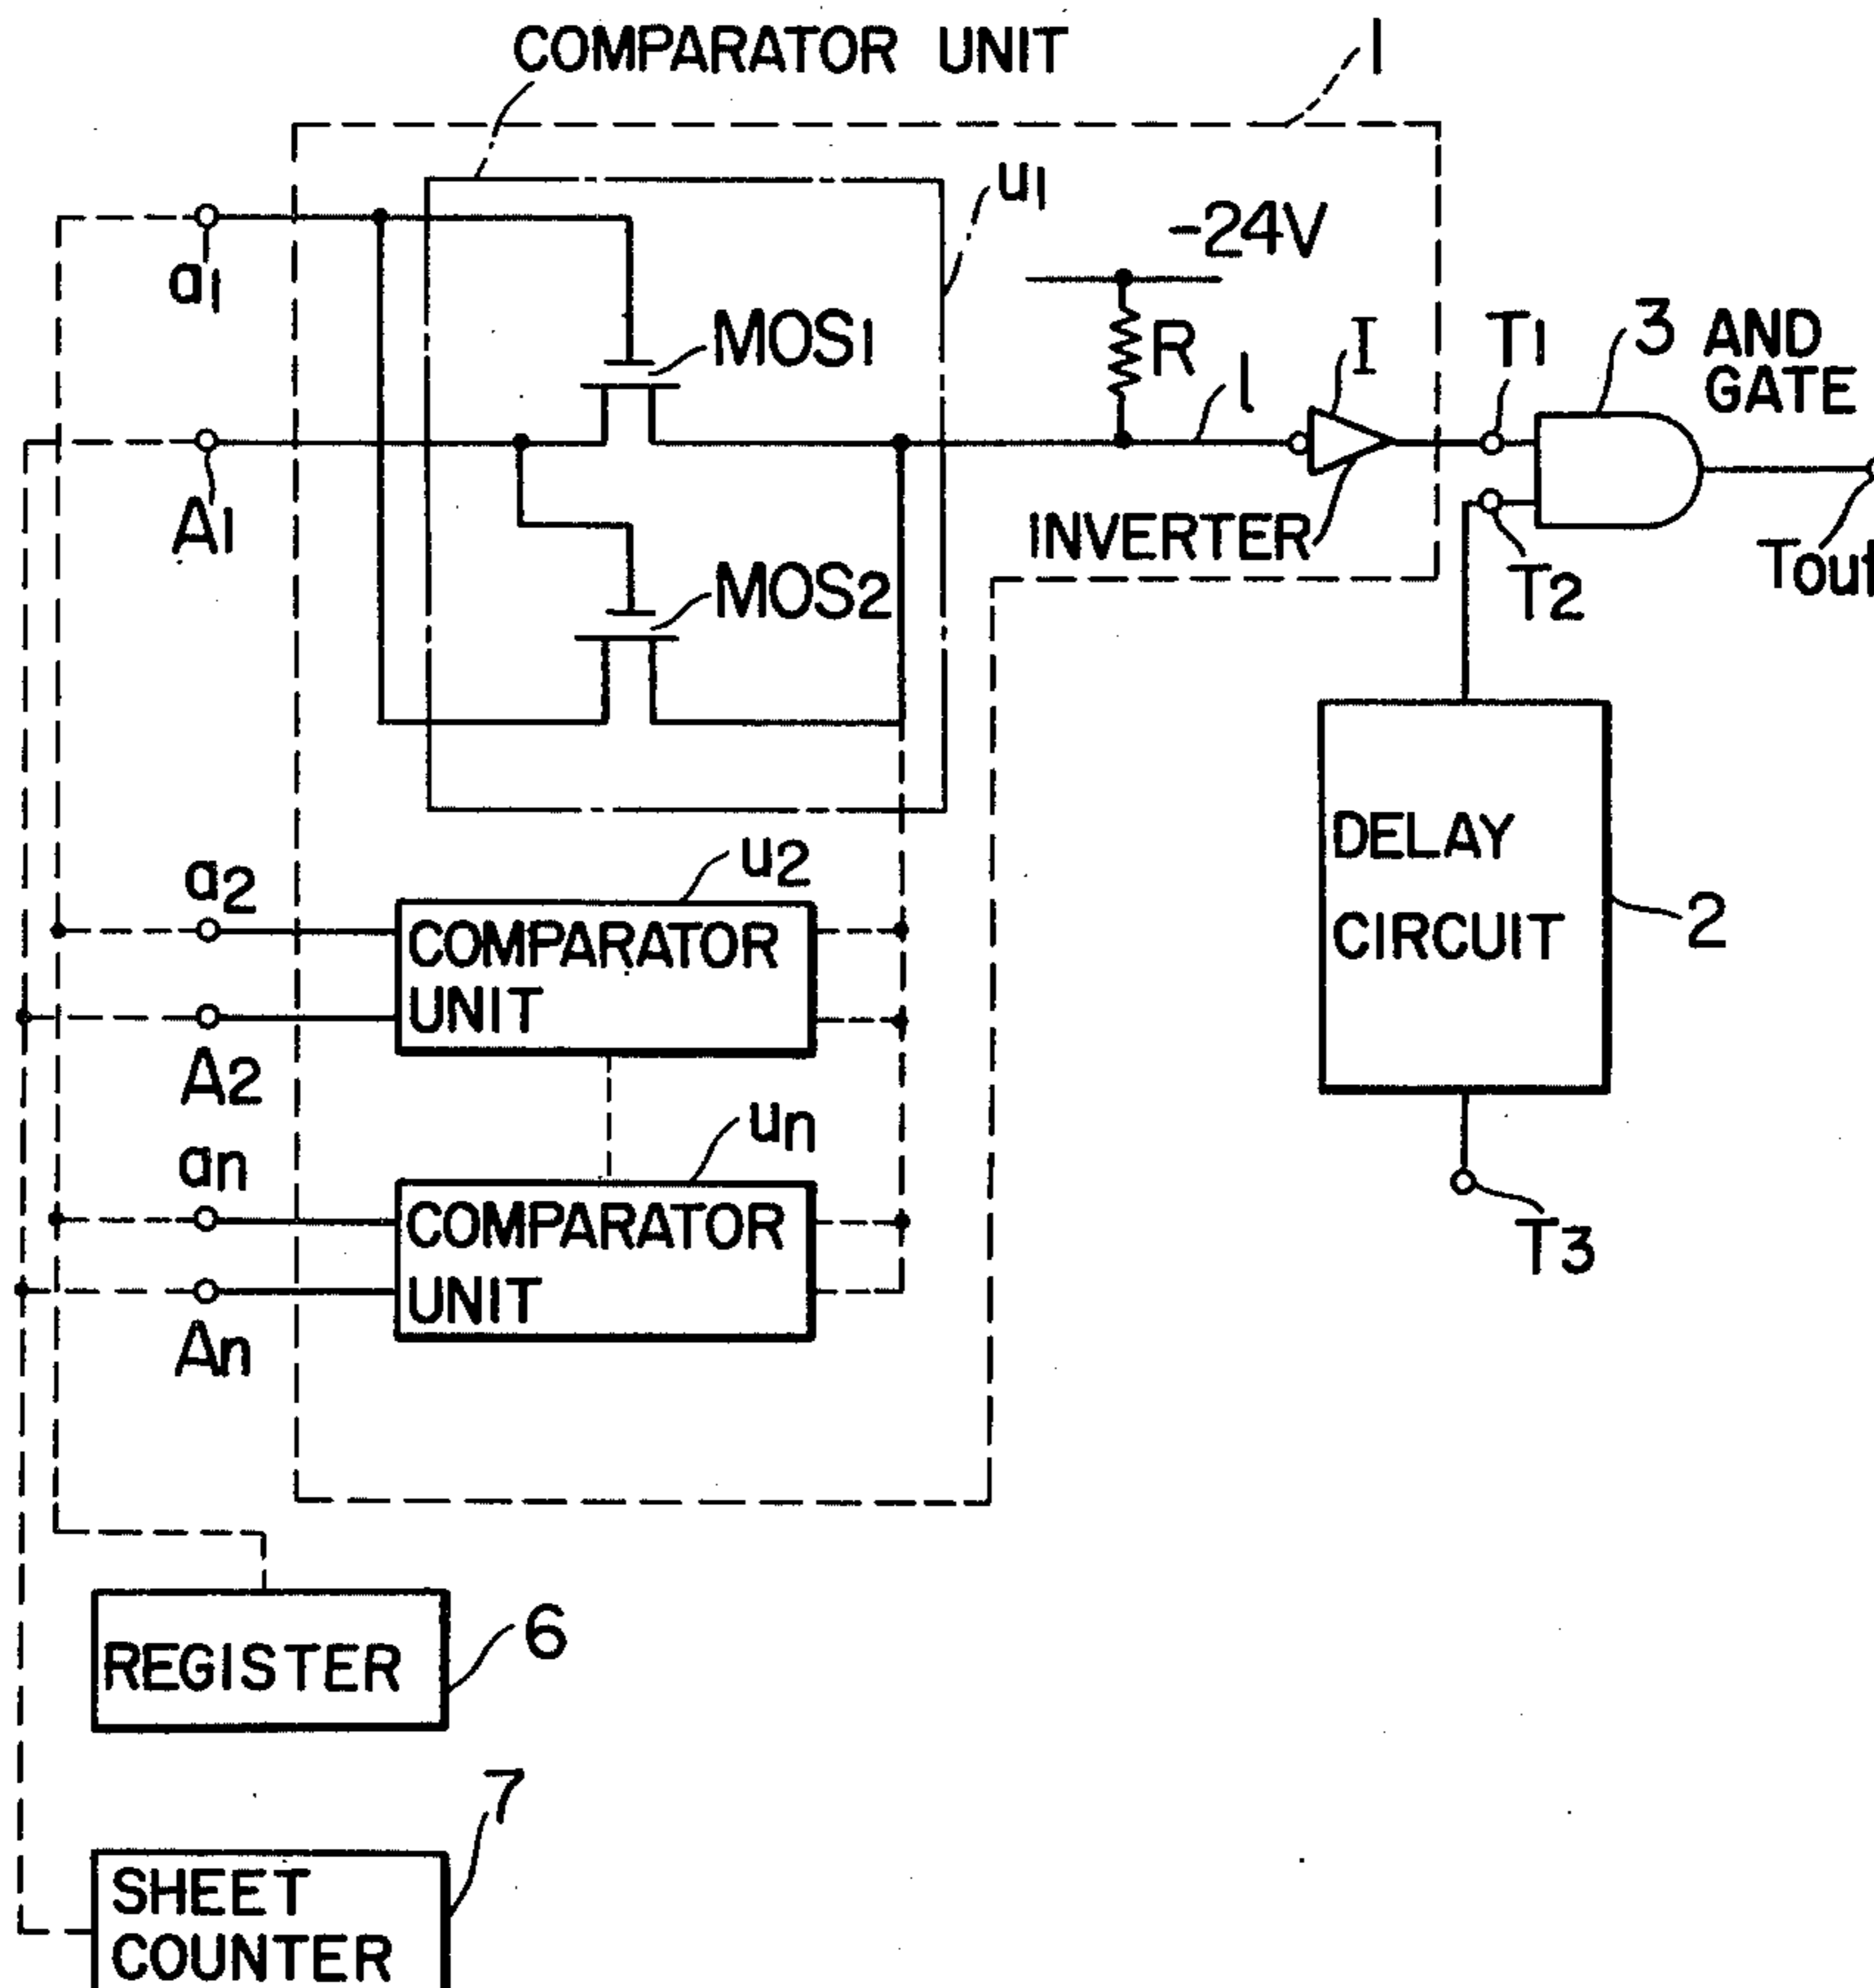 COMPARATOR UNIT
1
u1
-24V
a1
MOS1
R
l
I
T1
3 AND
GATE
A1
INVERTER
T2
Tout
MOS2
u2
a2
COMPARATOR
UNIT
A2
DELAY
CIRCUIT
2
un
an
COMPARATOR
UNIT
An
T3
REGISTER
6
7
SHEET
COUNTER